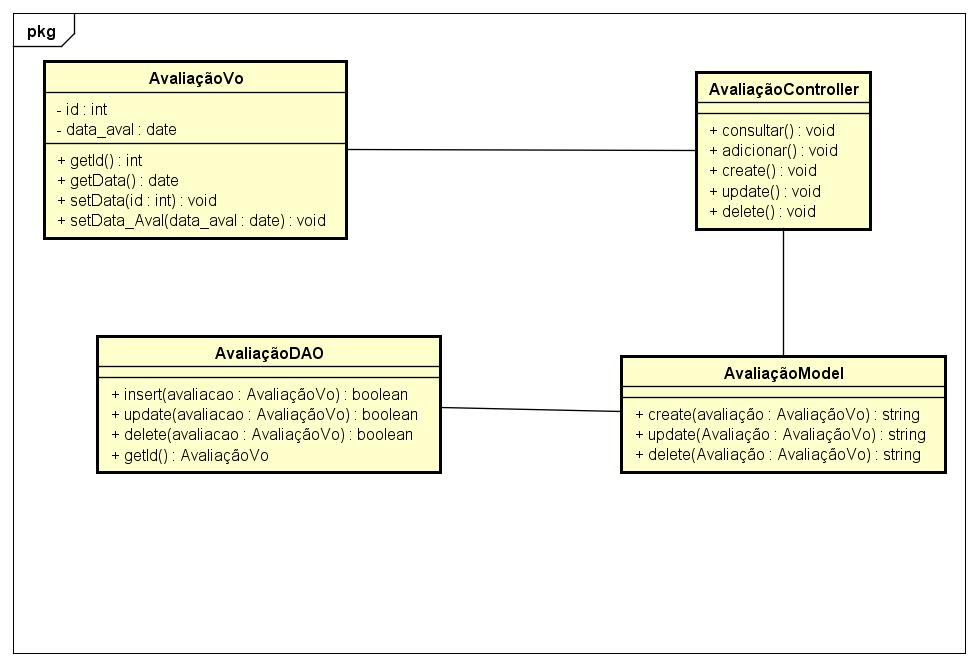 pkg
AvaliaçãoVo
- id : int
- data_aval : date
+ getId() : int
+ getData() : date
+ setData(id : int) : void
+ setData_Aval(data_aval : date) : void
AvaliaçãoController
+ consultar() : void
+ adicionar() : void
+ create() : void
+ update() : void
+ delete() : void
AvaliaçãoDAO
+ insert(avaliacao : AvaliaçãoVo) : boolean
+ update(avaliacao : AvaliaçãoVo) : boolean
+ delete(avaliacao : AvaliaçãoVo) : boolean
+ getId() : AvaliaçãoVo
AvaliaçãoModel
+ create(avaliação : AvaliaçãoVo) : string
+ update(Avaliação : AvaliaçãoVo) : string
+ delete(Avaliação : AvaliaçãoVo) : string